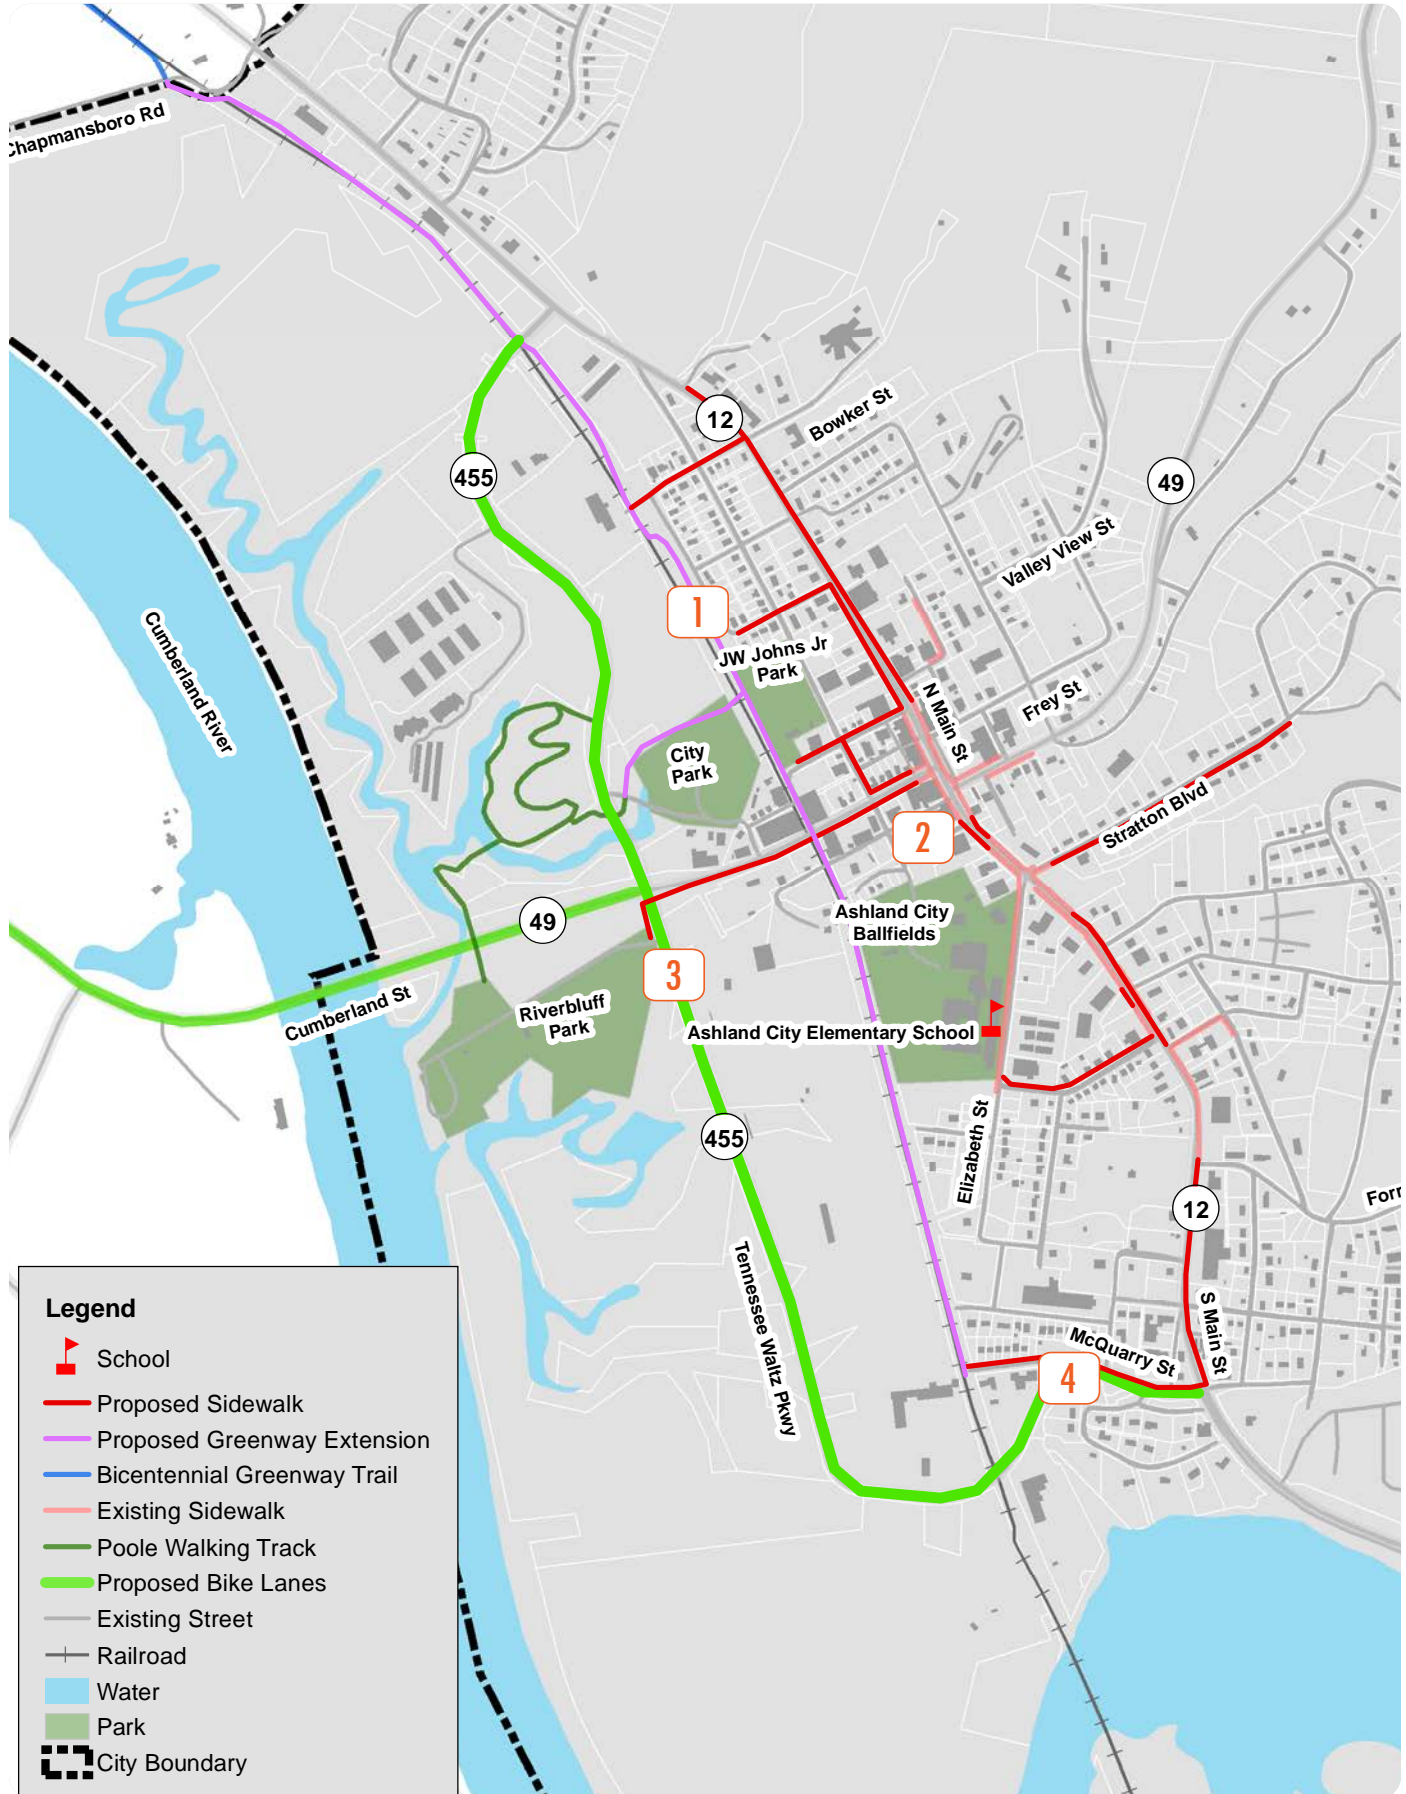 Chapmansboro Rd
12
Bowker St
455
49
Valley View St
Cumberland River
1
JW Johns Jr
Park
N Main St
Frey St
City
Park
Stratton Blvd
2
Ashland City
Ballfields
49
3
Cumberland St
Riverbluff
Park
Ashland City Elementary School
455
Elizabeth St
12
Forr
Tennessee Waltz Pkwy
S Main St
McQuarry St
4
Legend
School
Proposed Sidewalk
Proposed Greenway Extension
Bicentennial Greenway Trail
Existing Sidewalk
Poole Walking Track
Proposed Bike Lanes
Existing Street
Railroad
Water
Park
City Boundary